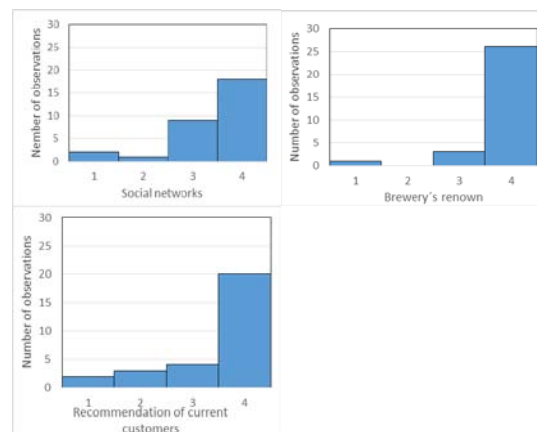 Nember of observations
30
25
20
15
10
5
0
1 2 3 4
Social networks
Number of observations
30
25
20
15
10
5
0
1 2 3 4
Brewery´s renown
Number of observations
30
25
20
15
10
5
0
1 2 3 4
Recommendation of current
customers